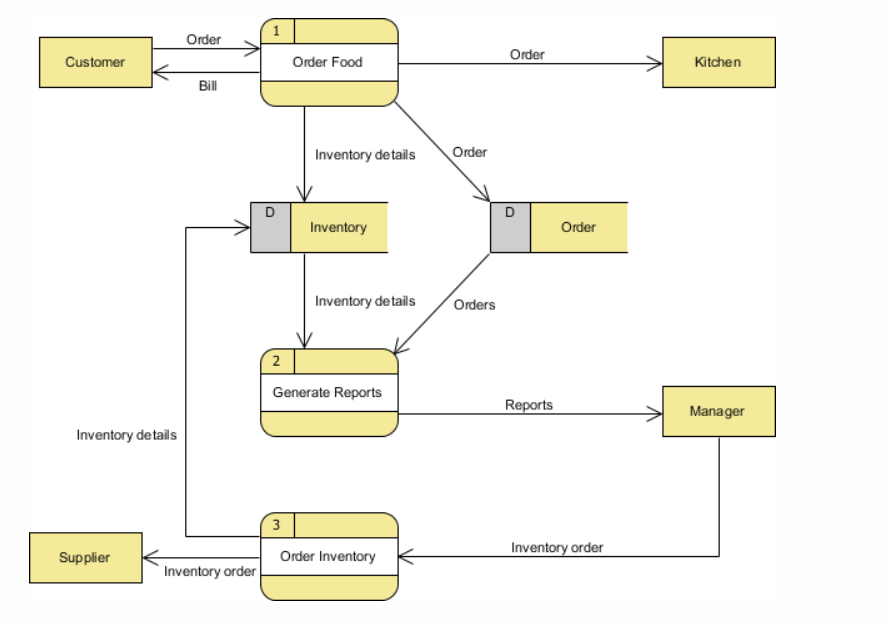 1
Order
Order
Customer
Order Food
Kitchen
Bill
Inventory details
Order
D
Inventory
D
Order
Inventory details
Orders
2
Generate Reports
Reports
Manager
Inventory details
3
Order Inventory
Inventory order
Supplier
Inventory order